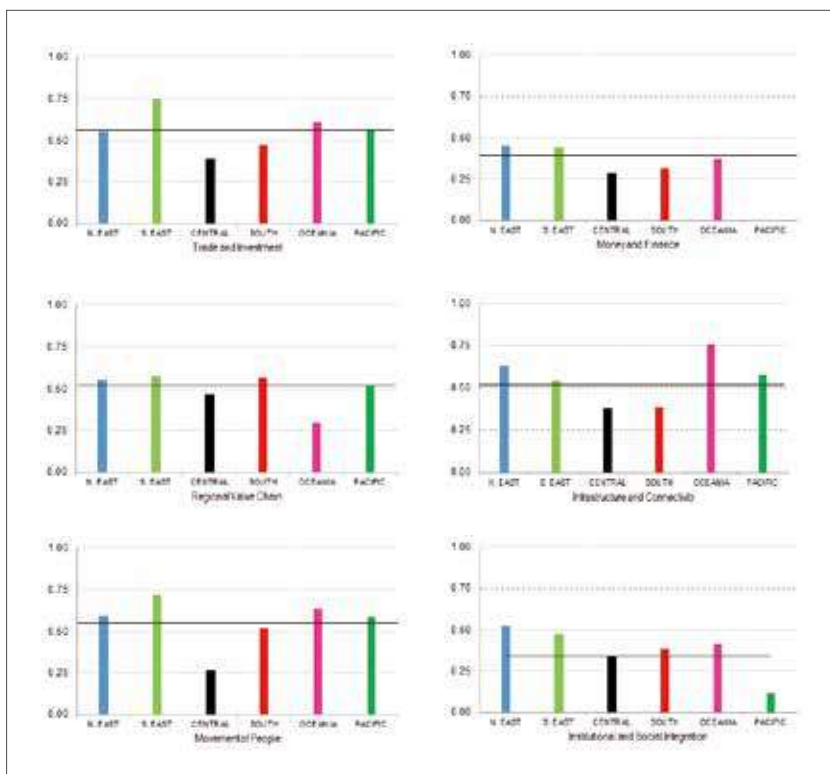 1.00
0.75
0.50
0.25
0.00
N. EAST S. EAST CENTRAL SOUTH OCEANIA PACIFIC
Trade and Investment
1.00
0.75
0.50
0.25
0.00
N. EAST S. EAST CENTRAL SOUTH OCEANIA PACIFIC
Money and Finance
1.00
0.75
0.50
0.25
0.00
N. EAST S. EAST CENTRAL SOUTH OCEANIA PACIFIC
Regional Value Chain
1.00
0.75
0.50
0.25
0.00
N. EAST S. EAST CENTRAL SOUTH OCEANIA PACIFIC
Infrastructure and Connectivity
1.00
0.75
0.50
0.25
0.00
N. EAST S. EAST CENTRAL SOUTH OCEANIA PACIFIC
Movement of People
1.00
0.75
0.50
0.25
0.00
N. EAST S. EAST CENTRAL SOUTH OCEANIA PACIFIC
Institutional and Social Integration